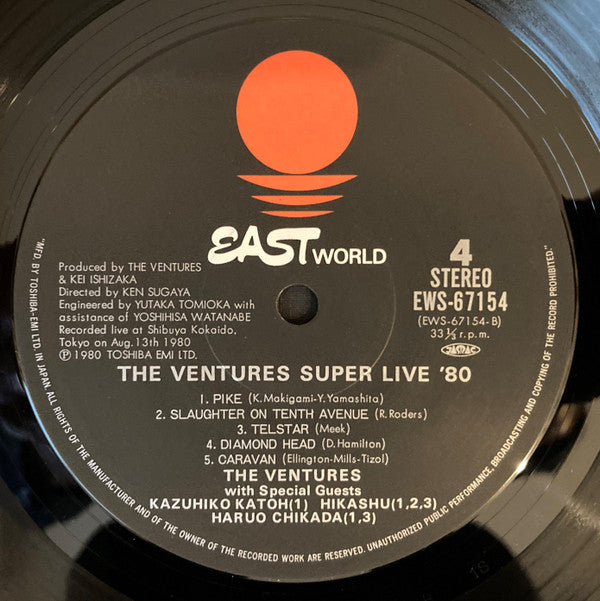 EAST WORLD
Produced by THE VENTURES
& KEI ISHIZAKA
Directed by KEN SUGAYA
Engineered by YUTAKA TOMIOKA with
assistance of YOSHIHISA WATANABE
Recorded live at Shibuya Kokaido,
Tokyo on Aug. 13th 1980
Ⓟ 1980 TOSHIBA EMI LTD.
4
STEREO
EWS-67154
(EWS-67154-B)
33⅓ r.p.m.
JASRAC
THE VENTURES SUPER LIVE '80
1. PIKE (K.Makigami-Y.Yamashita)
2. SLAUGHTER ON TENTH AVENUE (R.Roders)
3. TELSTAR (Meek)
4. DIAMOND HEAD (D.Hamilton)
5. CARAVAN (Ellington-Mills-Tizol)
THE VENTURES
with Special Guests
KAZUHIKO KATOH(1) HIKASHU(1,2,3)
HARUO CHIKADA(1,3)
"MFD. BY TOSHIBA-EMI LTD. IN JAPAN. ALL RIGHTS OF THE MANUFACTURER AND OF THE OWNER OF THE RECORDED WORK ARE RESERVED. UNAUTHORIZED PUBLIC PERFORMANCE, BROADCASTING AND COPYING OF THE RECORD PROHIBITED."
16